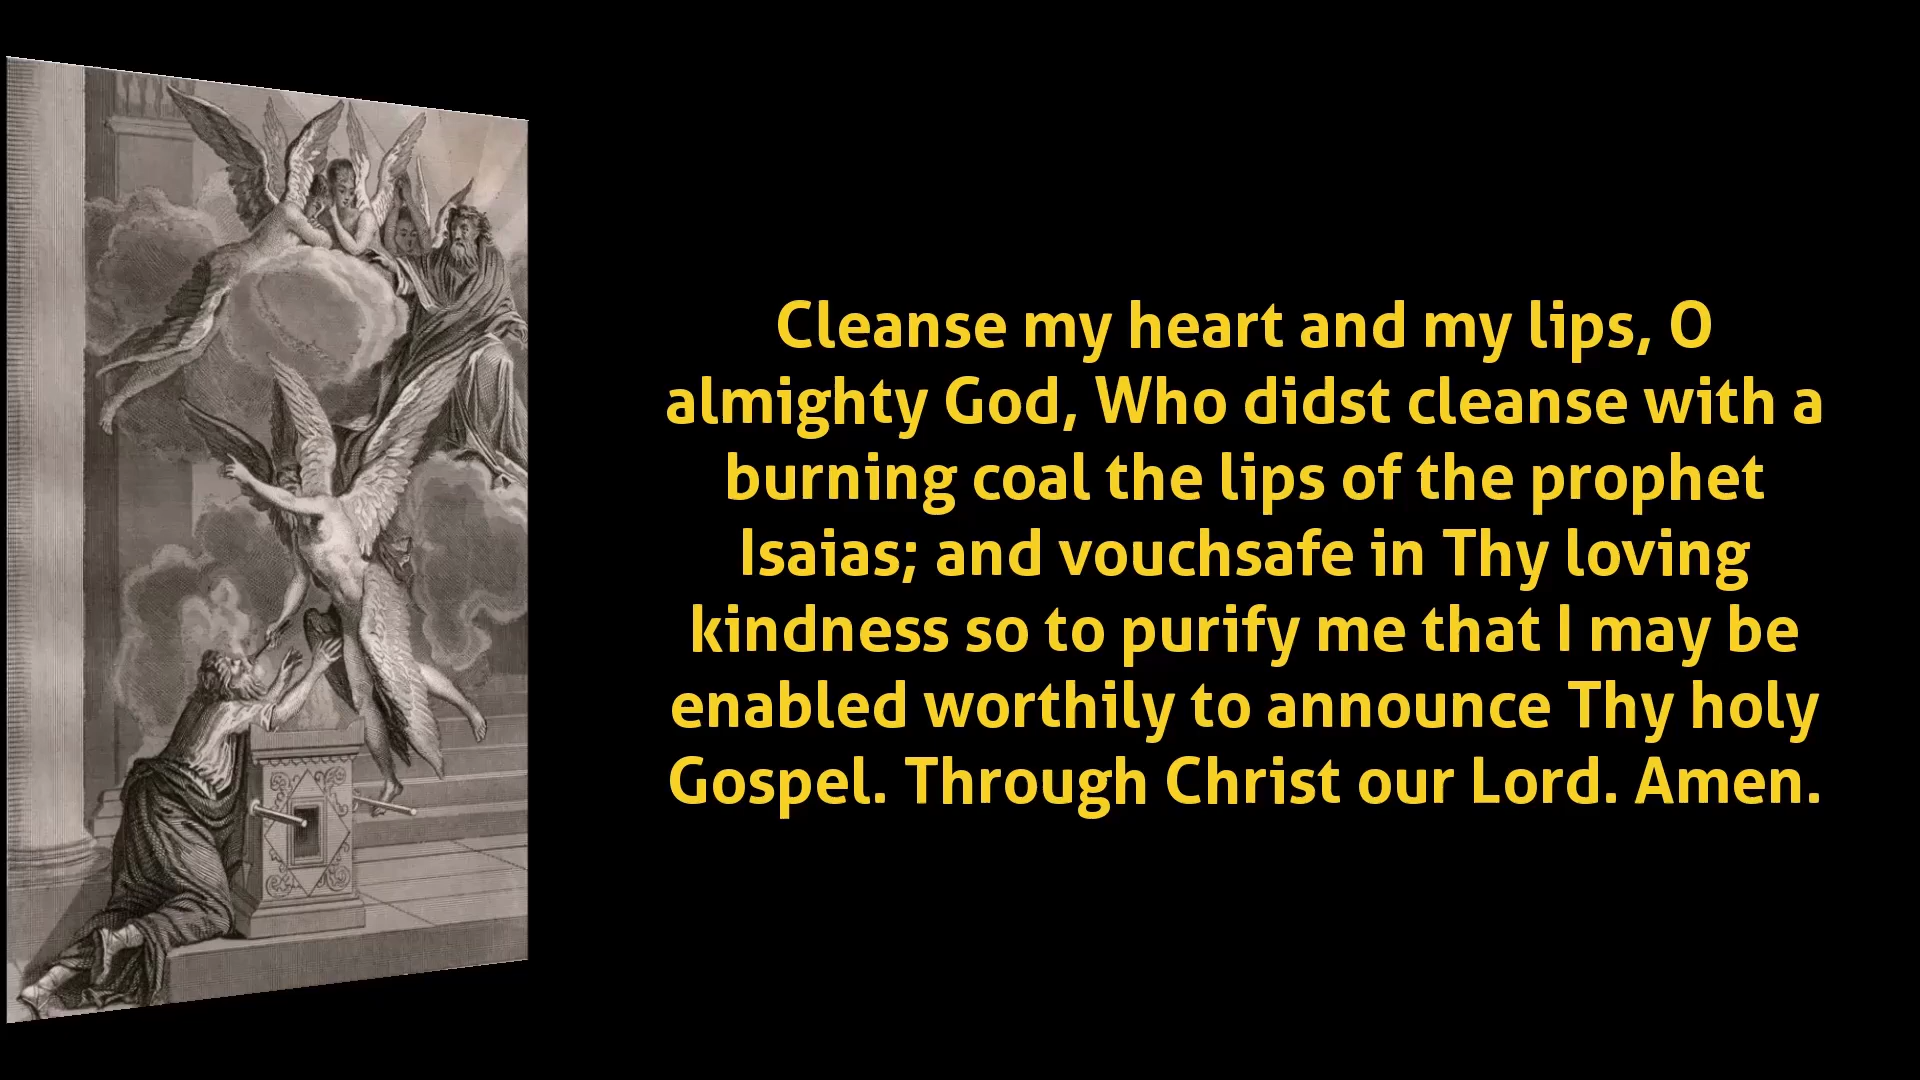 Cleanse my heart and my lips, O
almighty God, Who didst cleanse with a
burning coal the lips of the prophet
Isaias; and vouchsafe in Thy loving
kindness so to purify me that I may be
enabled worthily to announce Thy holy
Gospel. Through Christ our Lord. Amen.